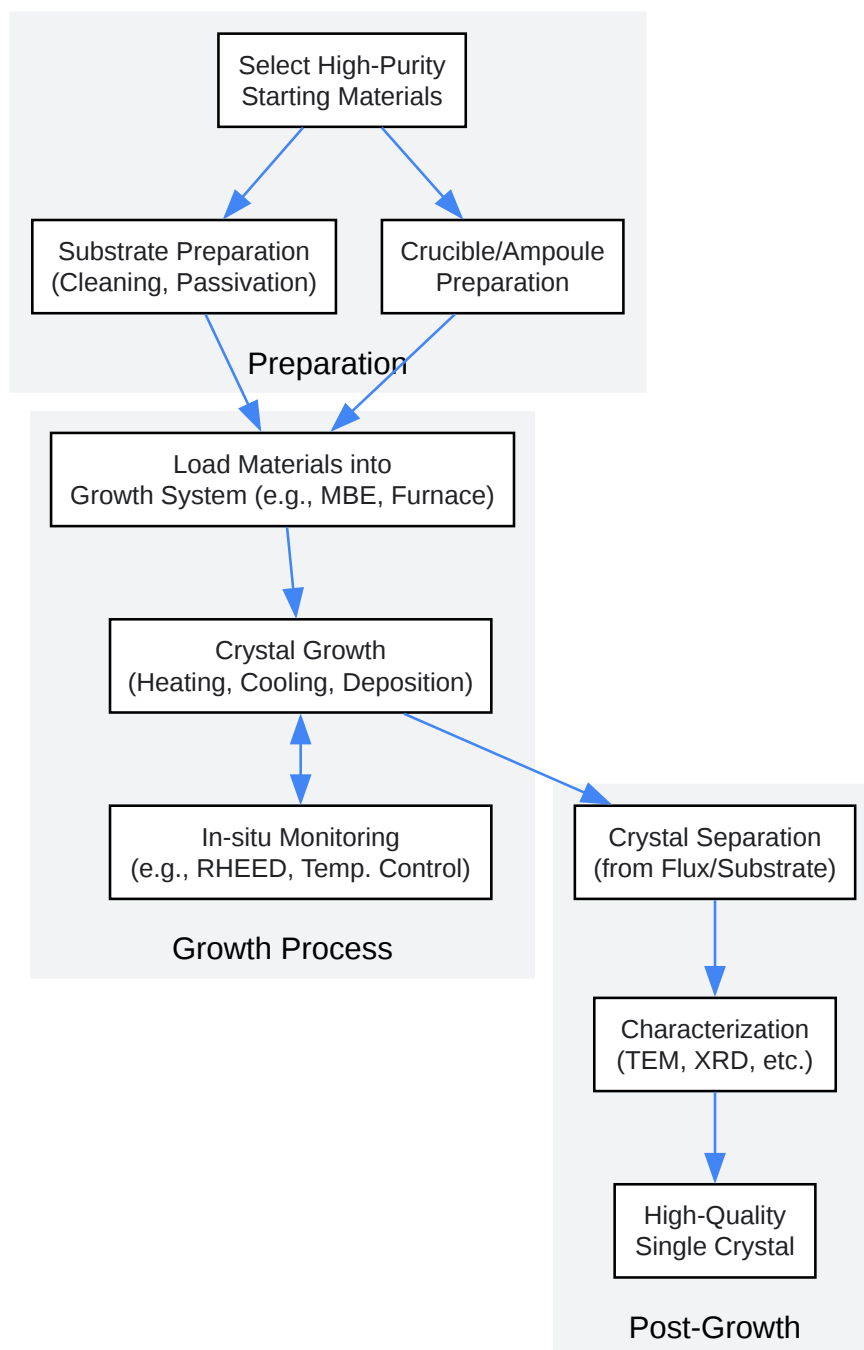 Select High-Purity
Starting Materials
Substrate Preparation
(Cleaning, Passivation)
Crucible/Ampoule
Preparation
Preparation
Load Materials into
Growth System (e.g., MBE, Furnace)
Crystal Growth
(Heating, Cooling, Deposition)
In-situ Monitoring
(e.g., RHEED, Temp. Control)
Growth Process
Crystal Separation
(from Flux/Substrate)
Characterization
(TEM, XRD, etc.)
High-Quality
Single Crystal
Post-Growth